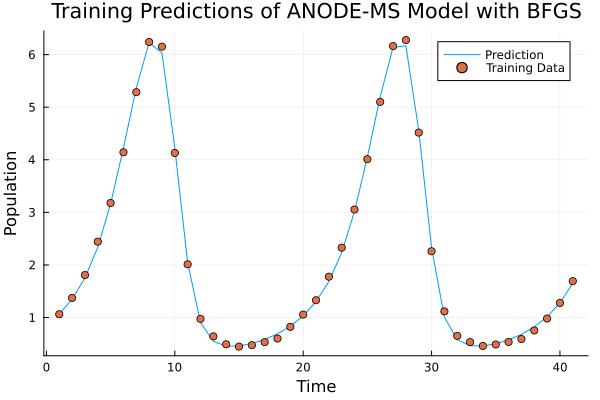 Training Predictions of ANODE-MS Model with BFGS
Prediction
Training Data
6
5
4
3
2
1
Population
0
10
20
30
40
Time